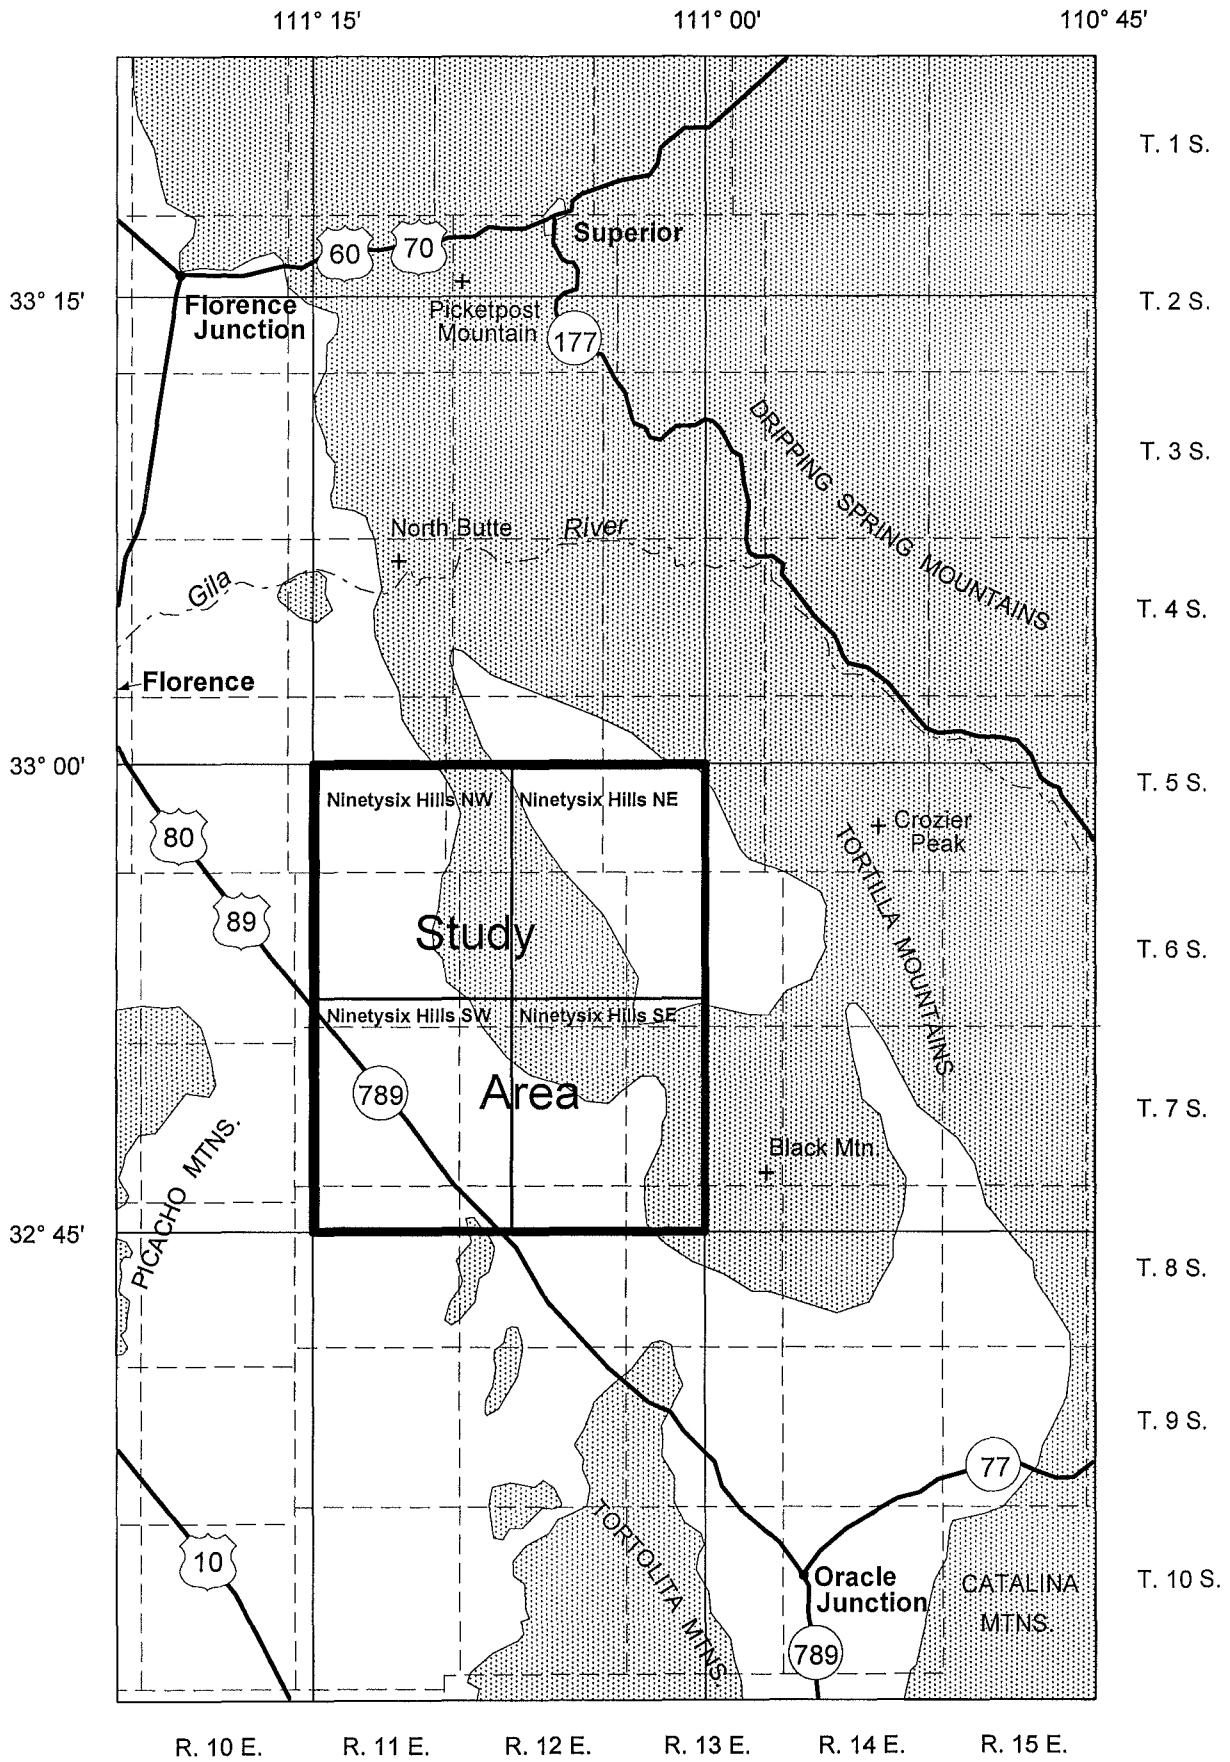 111° 15'
111° 00'
110° 45'
T. 1 S.
Superior
60
70
33° 15'
Florence
Junction
Picketpost
Mountain
T. 2 S.
177
DRIPPING SPRING MOUNTAINS
T. 3 S.
North Butte
River
Gila
T. 4 S.
Florence
33° 00'
T. 5 S.
Ninetysix Hills NW
Ninetysix Hills NE
80
Crozier
Peak
TORTILLA MOUNTAINS
89
Study
T. 6 S.
Ninetysix Hills SW
Ninetysix Hills SE
789
Area
T. 7 S.
PICACHO MTNS.
Black Mtn.
32° 45'
T. 8 S.
T. 9 S.
77
TORTOLITA MTNS.
10
Oracle
Junction
CATALINA
MTNS.
T. 10 S.
789
R. 10 E.
R. 11 E.
R. 12 E.
R. 13 E.
R. 14 E.
R. 15 E.